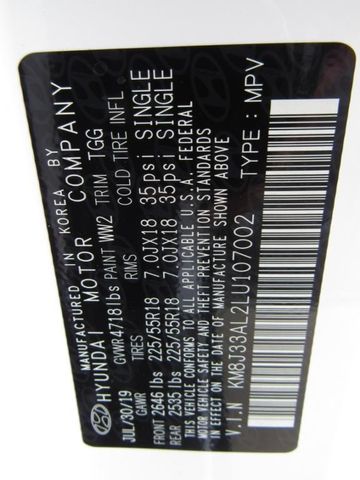 MANUFACTURED IN KOREA BY
HYUNDAI MOTOR COMPANY
GVWR 4718lbs PAINT WW2 TRIM TGG
JUL/30/19 TIRES RIMS COLD TIRE INFL.
GAWR
FRONT 2646 lbs 225/55R18 7.0JX18 35psi SINGLE
REAR 2535 lbs 225/55R18 7.0JX18 35psi SINGLE
THIS VEHICLE CONFORMS TO ALL APPLICABLE U.S.A. FEDERAL
MOTOR VEHICLE SAFETY, BUMPER, AND THEFT PREVENTION STANDARDS
IN EFFECT ON THE DATE OF MANUFACTURE SHOWN ABOVE
V.I.N KM8J33AL2LU107002 TYPE : MPV